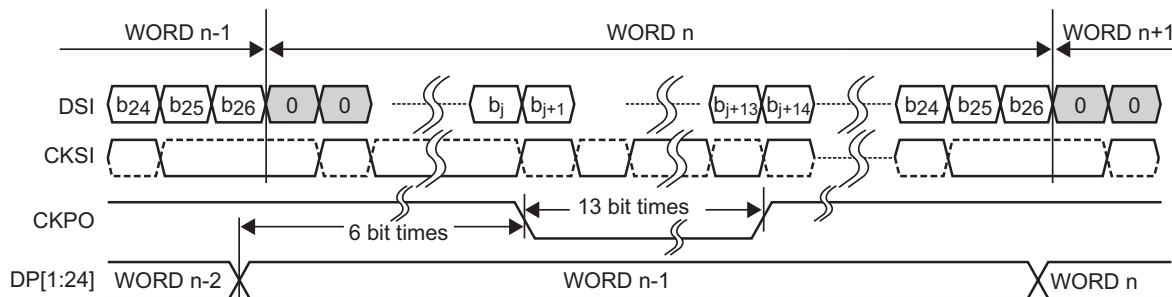 WORD n-1 WORD n WORD n+1
DSI b24 b25 b26 0 0 bj bj+1 bj+13 bj+14 b24 b25 b26 0 0
CKSI
CKPO 6 bit times 13 bit times
DP[1:24] WORD n-2 WORD n-1 WORD n